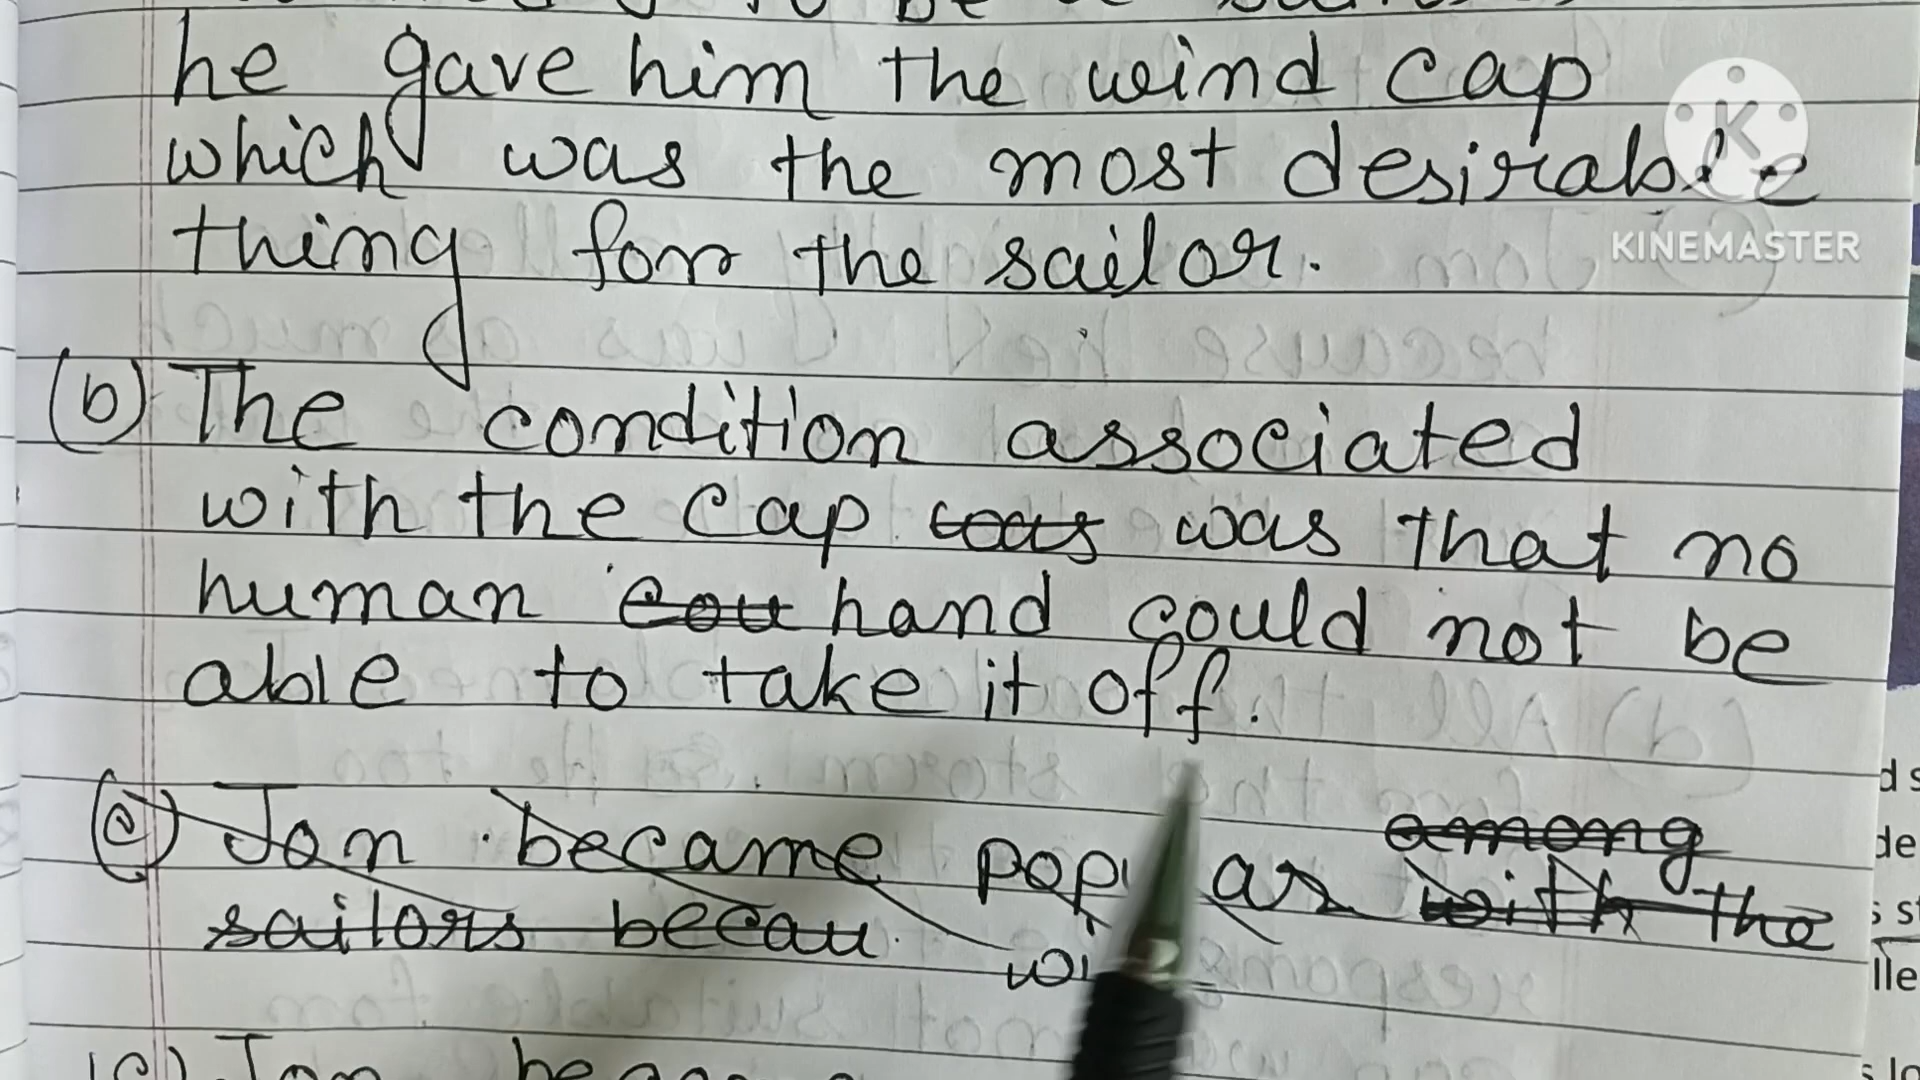 he gave him the wind cap
which was the most desirable
thing for the sailor.
KINEMASTER
(b) The condition associated
with the cap was was that no
human cou hand could not be
able to take it off.
(c) Jon became among
sailors becau with the
(c) Jon